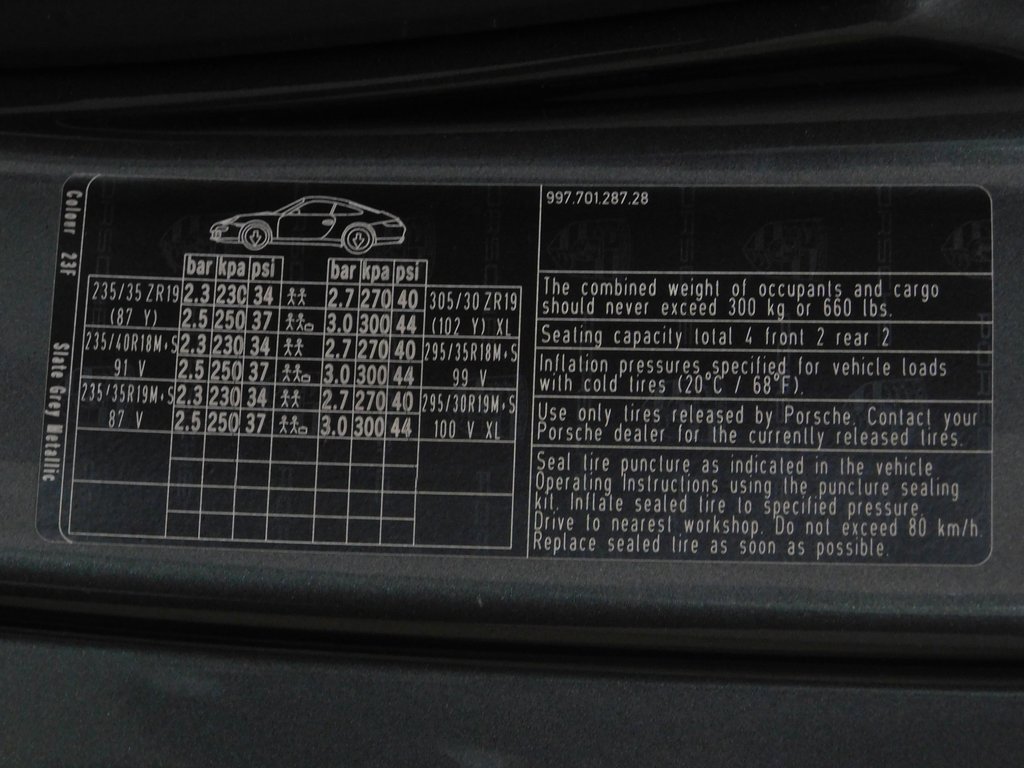 Colour 23F Slate Grey Metallic
997.701.287.28
bar kpa psi bar kpa psi
235/35 ZR19 2.3 230 34 2.7 270 40 305/30 ZR19
(87 Y) 2.5 250 37 3.0 300 44 (102 Y) XL
235/40R18M+S 2.3 230 34 2.7 270 40 295/35R18M+S
91 V 2.5 250 37 3.0 300 44 99 V
235/35R19M+S 2.3 230 34 2.7 270 40 295/30R19M+S
87 V 2.5 250 37 3.0 300 44 100 V XL
The combined weight of occupants and cargo
should never exceed 300 kg or 660 lbs.
Seating capacity total 4 front 2 rear 2
Inflation pressures specified for vehicle loads
with cold tires (20°C / 68°F).
Use only tires released by Porsche. Contact your
Porsche dealer for the currently released tires.
Seal tire puncture as indicated in the vehicle
Operating Instructions using the puncture sealing
kit. Inflate sealed tire to specified pressure.
Drive to nearest workshop. Do not exceed 80 km/h.
Replace sealed tire as soon as possible.